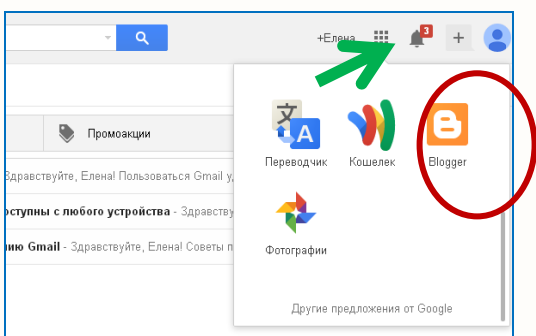 +Елена
3
+
Промоакции
Переводчик Кошелек Blogger
Здравствуйте, Елена! Пользоваться Gmail у
оступны с любого устройства - Здравству
нию Gmail - Здравствуйте, Елена! Советы п
Фотографии
Другие предложения от Google